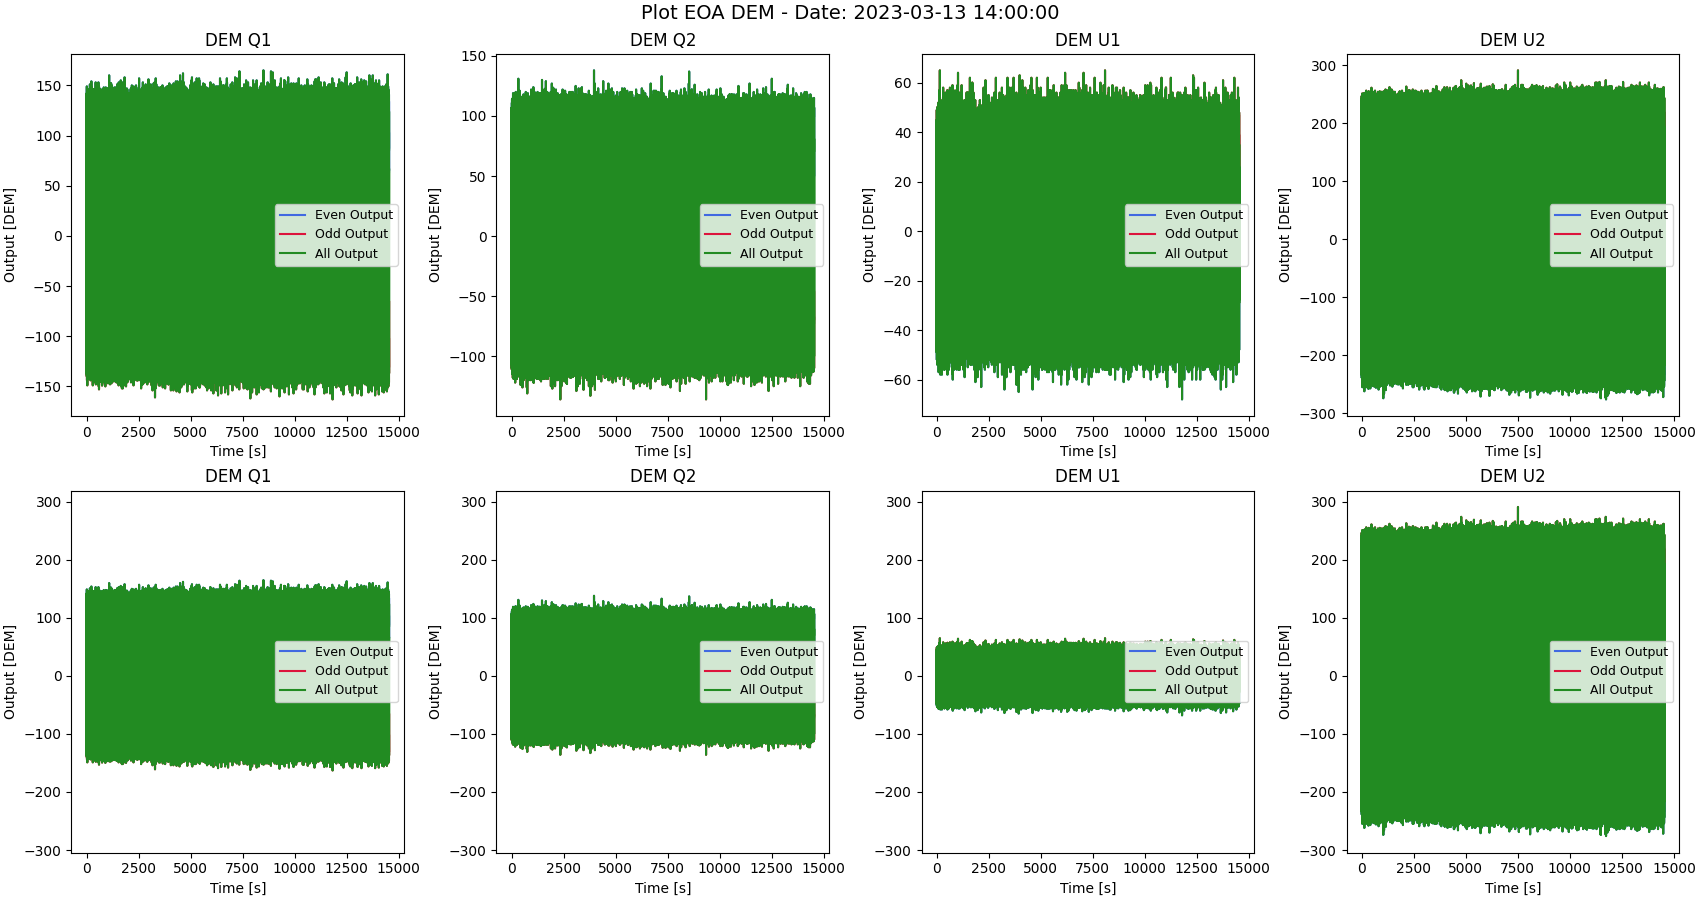 Plot EOA DEM - Date: 2023-03-13 14:00:00
DEM Q1
Output [DEM]
150
100
50
0
−50
−100
−150
Even Output
Odd Output
All Output
0 2500 5000 7500 10000 12500 15000
Time [s]
DEM Q2
Output [DEM]
150
100
50
0
−50
−100
Even Output
Odd Output
All Output
0 2500 5000 7500 10000 12500 15000
Time [s]
DEM U1
Output [DEM]
60
40
20
0
−20
−40
−60
Even Output
Odd Output
All Output
0 2500 5000 7500 10000 12500 15000
Time [s]
DEM U2
Output [DEM]
300
200
100
0
−100
−200
−300
Even Output
Odd Output
All Output
0 2500 5000 7500 10000 12500 15000
Time [s]
DEM Q1
Output [DEM]
300
200
100
0
−100
−200
−300
Even Output
Odd Output
All Output
0 2500 5000 7500 10000 12500 15000
Time [s]
DEM Q2
Output [DEM]
300
200
100
0
−100
−200
−300
Even Output
Odd Output
All Output
0 2500 5000 7500 10000 12500 15000
Time [s]
DEM U1
Output [DEM]
300
200
100
0
−100
−200
−300
Even Output
Odd Output
All Output
0 2500 5000 7500 10000 12500 15000
Time [s]
DEM U2
Output [DEM]
300
200
100
0
−100
−200
−300
Even Output
Odd Output
All Output
0 2500 5000 7500 10000 12500 15000
Time [s]